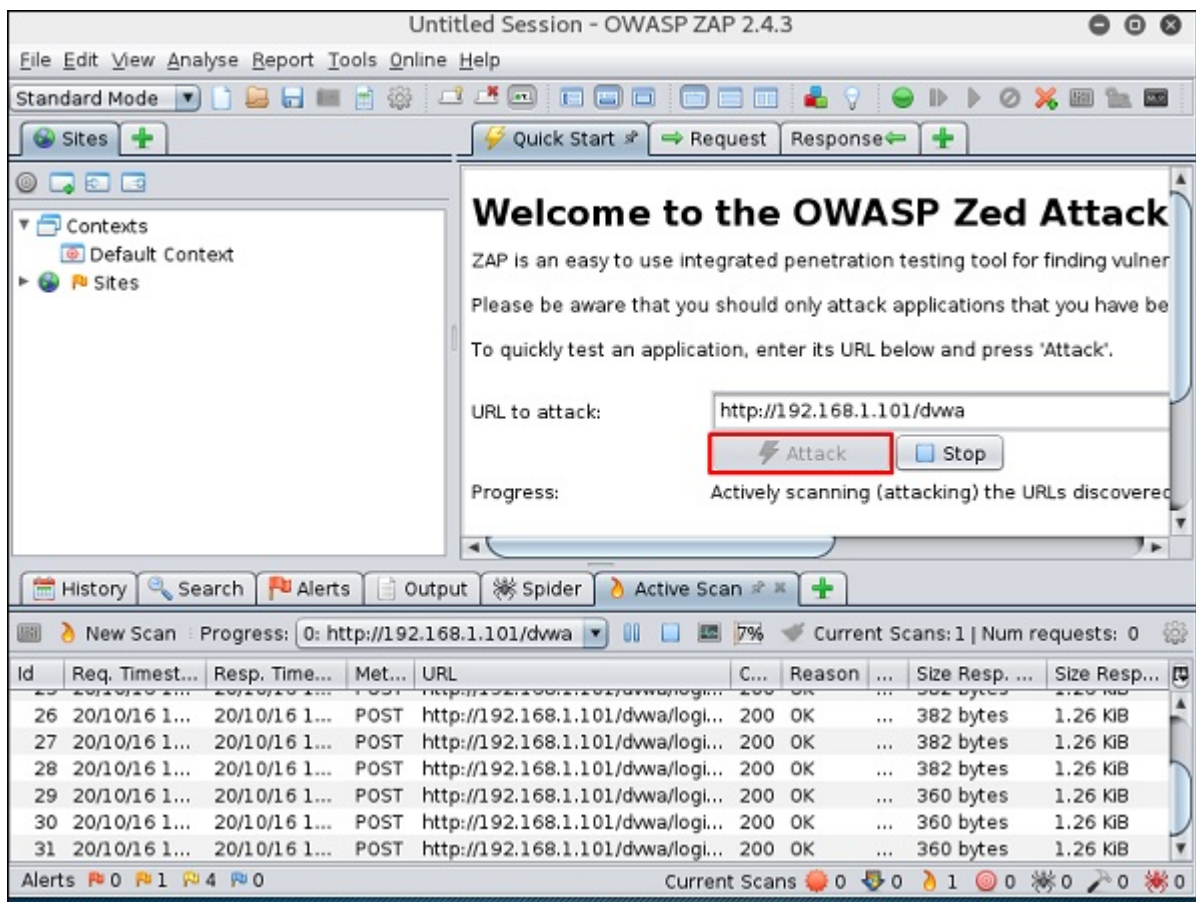 Untitled Session - OWASP ZAP 2.4.3
File Edit View Analyse Report Tools Online Help
Standard Mode
Sites
Quick Start
Request
Response
Contexts
Default Context
Sites
Welcome to the OWASP Zed Attack
ZAP is an easy to use integrated penetration testing tool for finding vulner
Please be aware that you should only attack applications that you have be
To quickly test an application, enter its URL below and press 'Attack'.
URL to attack: http://192.168.1.101/dvwa
Attack Stop
Progress: Actively scanning (attacking) the URLs discovered
History Search Alerts Output Spider Active Scan
New Scan Progress: 0: http://192.168.1.101/dvwa 7% Current Scans: 1 | Num requests: 0
Id Req. Timest... Resp. Time... Met... URL C... Reason ... Size Resp. ... Size Resp...
26 20/10/16 1... 20/10/16 1... POST http://192.168.1.101/dvwa/logi... 200 OK ... 382 bytes 1.26 KiB
27 20/10/16 1... 20/10/16 1... POST http://192.168.1.101/dvwa/logi... 200 OK ... 382 bytes 1.26 KiB
28 20/10/16 1... 20/10/16 1... POST http://192.168.1.101/dvwa/logi... 200 OK ... 382 bytes 1.26 KiB
29 20/10/16 1... 20/10/16 1... POST http://192.168.1.101/dvwa/logi... 200 OK ... 360 bytes 1.26 KiB
30 20/10/16 1... 20/10/16 1... POST http://192.168.1.101/dvwa/logi... 200 OK ... 360 bytes 1.26 KiB
31 20/10/16 1... 20/10/16 1... POST http://192.168.1.101/dvwa/logi... 200 OK ... 360 bytes 1.26 KiB
Alerts 0 1 4 0 Current Scans 0 0 1 0 0 0 0